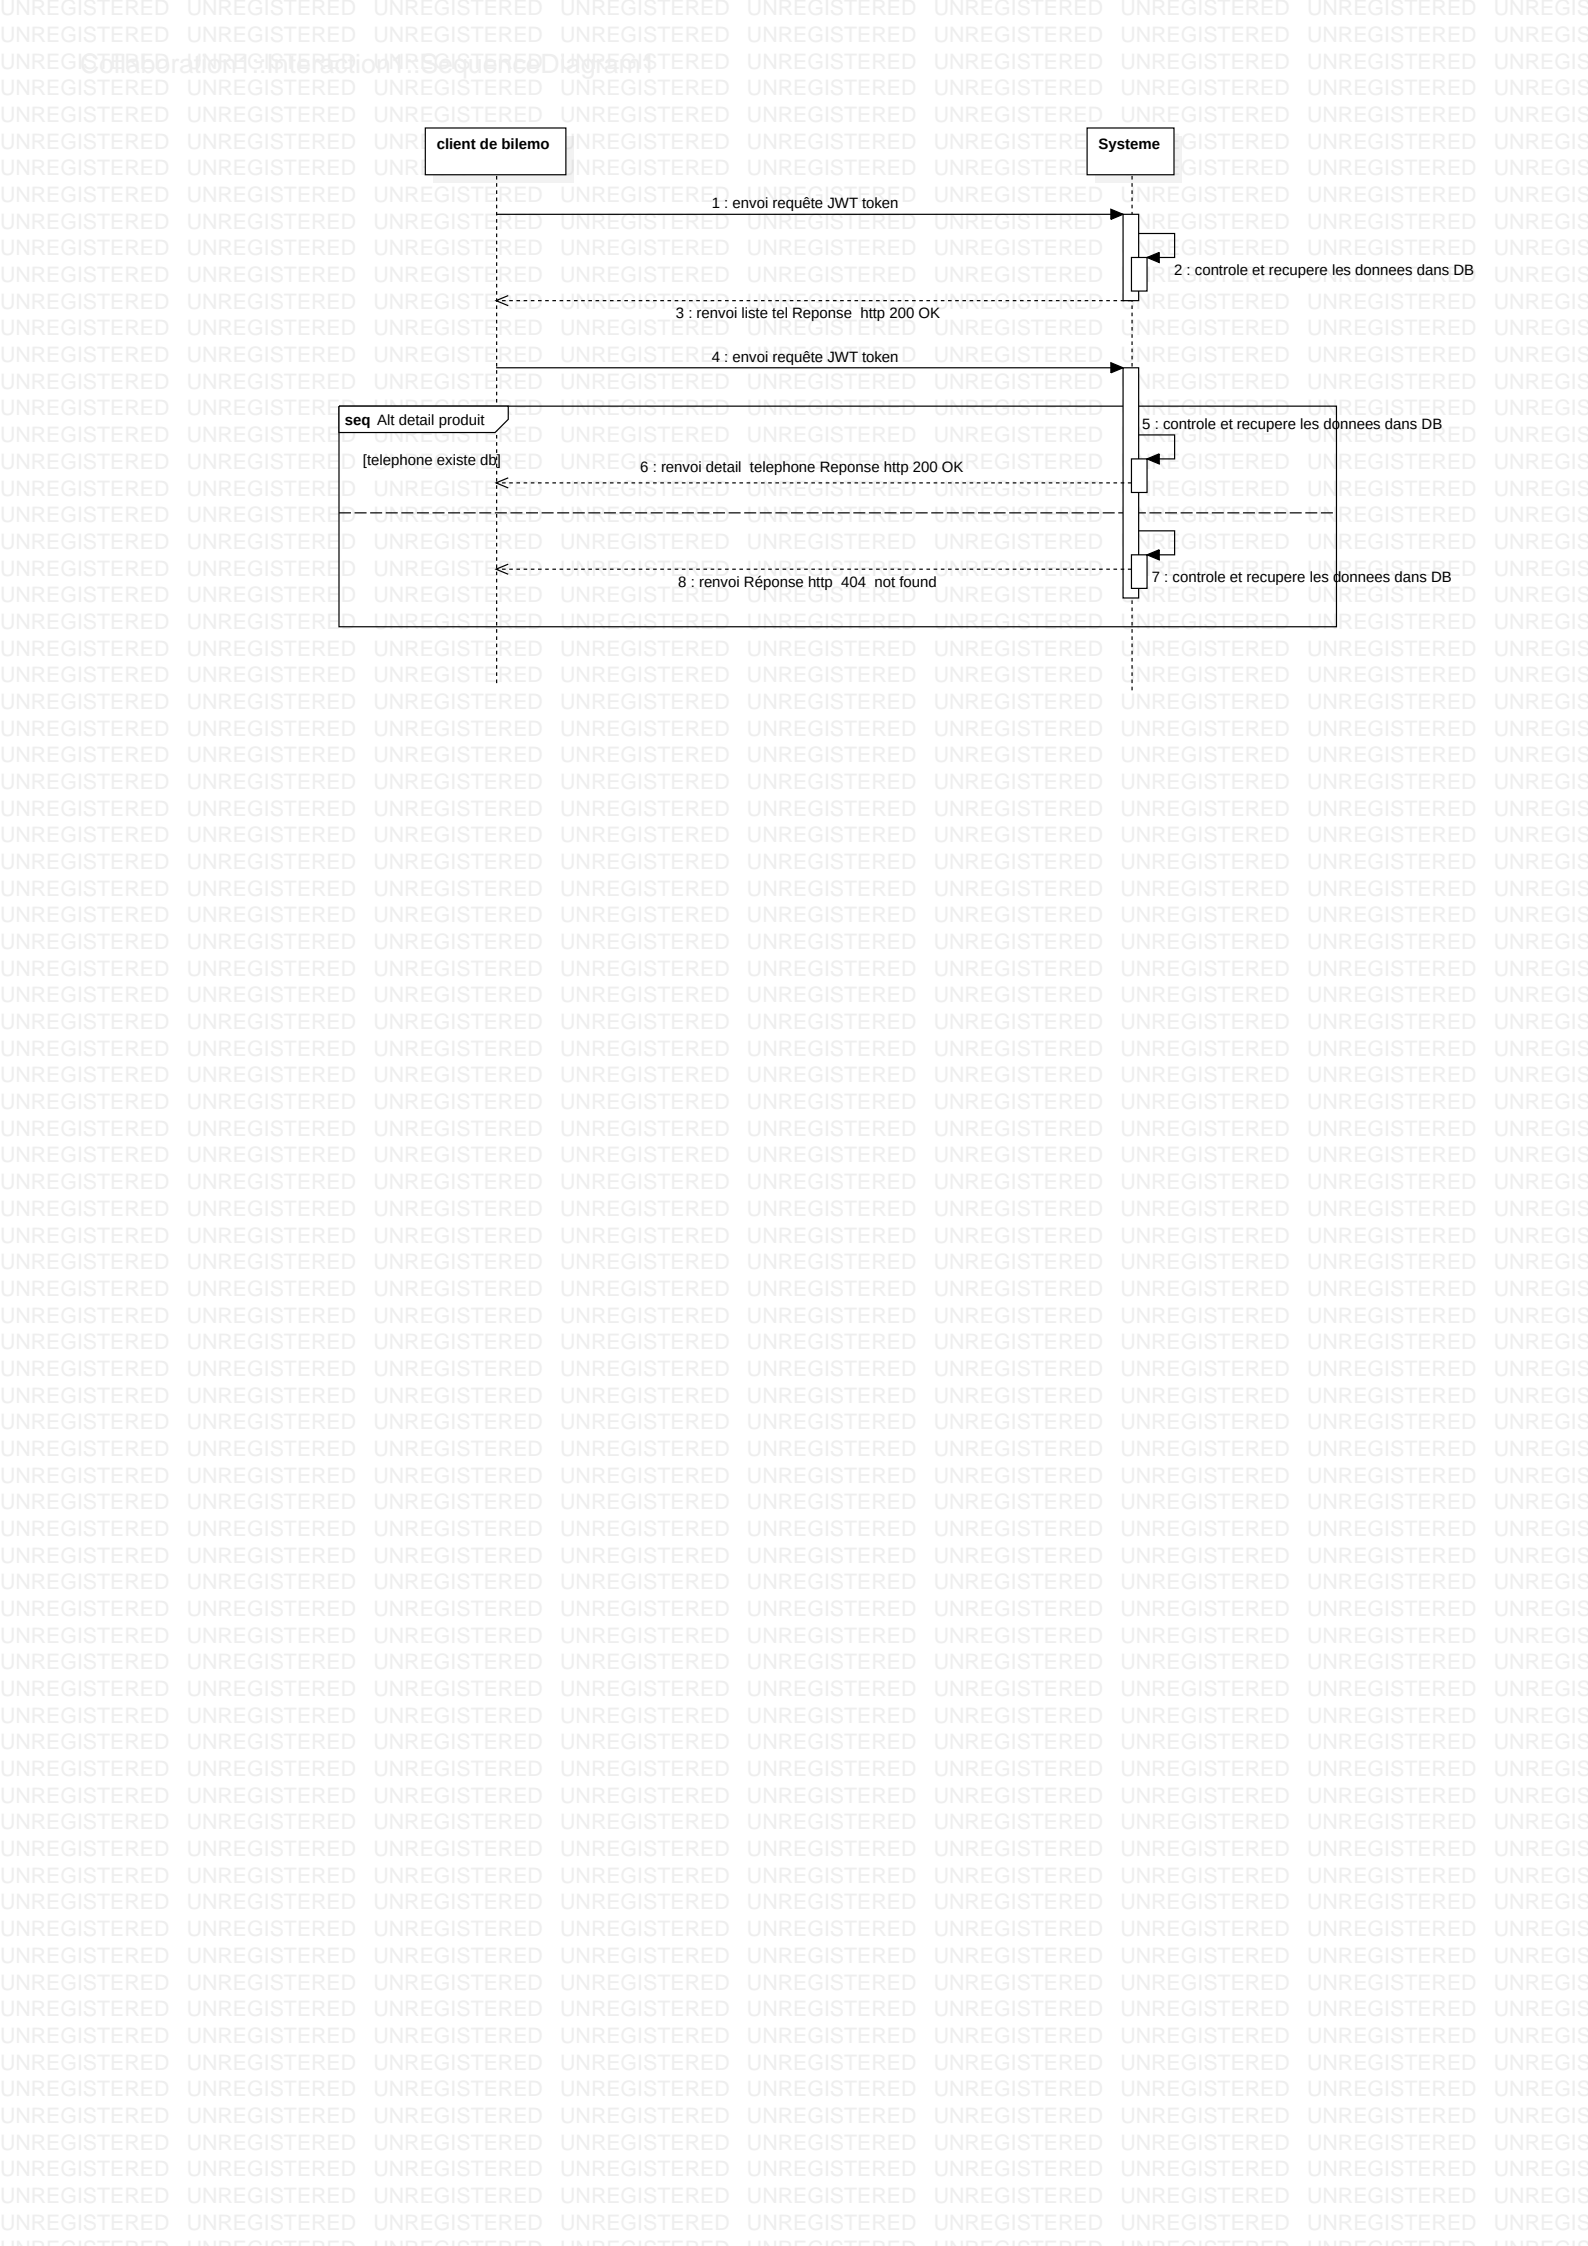 Collaboration1::Interaction1::SequenceDiagram1
client de bilemo
Systeme
1 : envoi requête JWT token
2 : controle et recupere les donnees dans DB
3 : renvoi liste tel Reponse  http 200 OK
4 : envoi requête JWT token
seq Alt detail produit
5 : controle et recupere les donnees dans DB
[telephone existe db]
6 : renvoi detail  telephone Reponse http 200 OK
7 : controle et recupere les donnees dans DB
8 : renvoi Réponse http  404  not found
UNREGISTERED